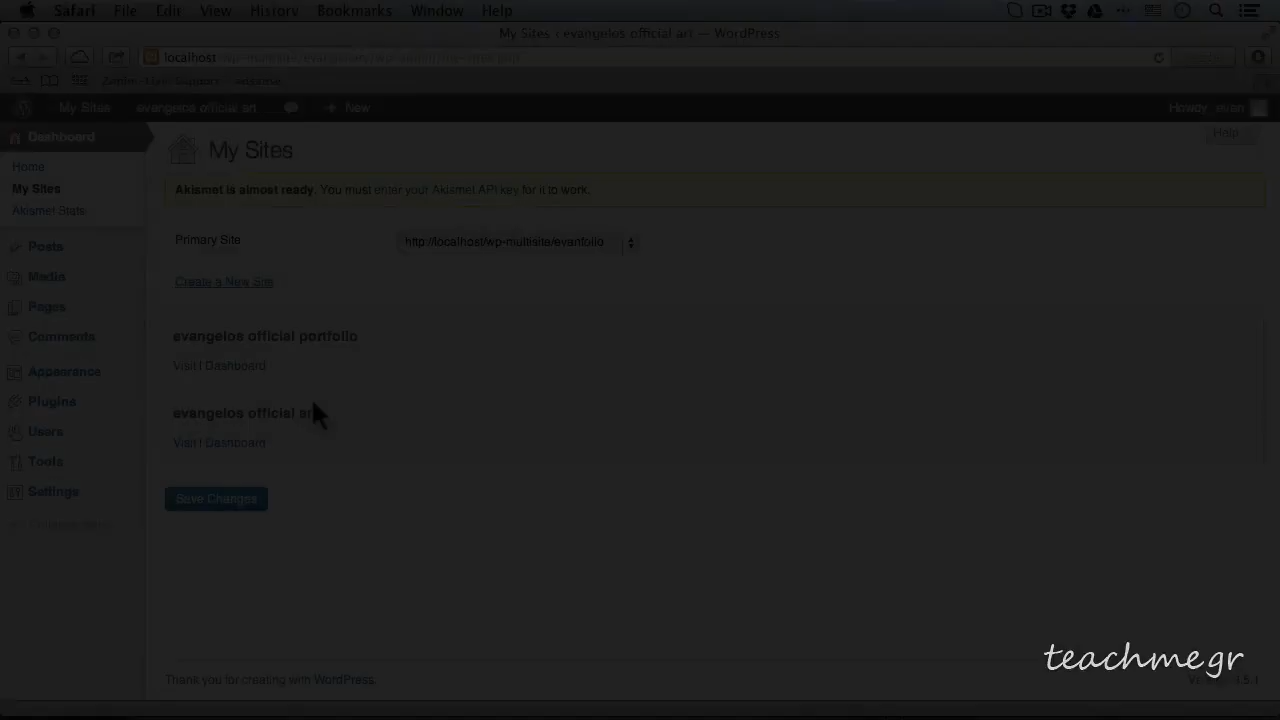 Safari File Edit View History Bookmarks Window Help
My Sites ‹ evangelos official art — WordPress
localhost
My Sites evangelos official art New Howdy, evan
Dashboard
Help
Home
My Sites
Akismet Stats
Posts
Media
Pages
Comments
Appearance
Plugins
Users
Tools
Settings
My Sites
Akismet is almost ready. You must enter your Akismet API key for it to work.
Primary Site http://localhost/wp-multisite/evanfolio
Create a New Site
evangelos official portfolio
Visit | Dashboard
evangelos official
Visit | Dashboard
Save Changes
Thank you for creating with WordPress.
teachmegr